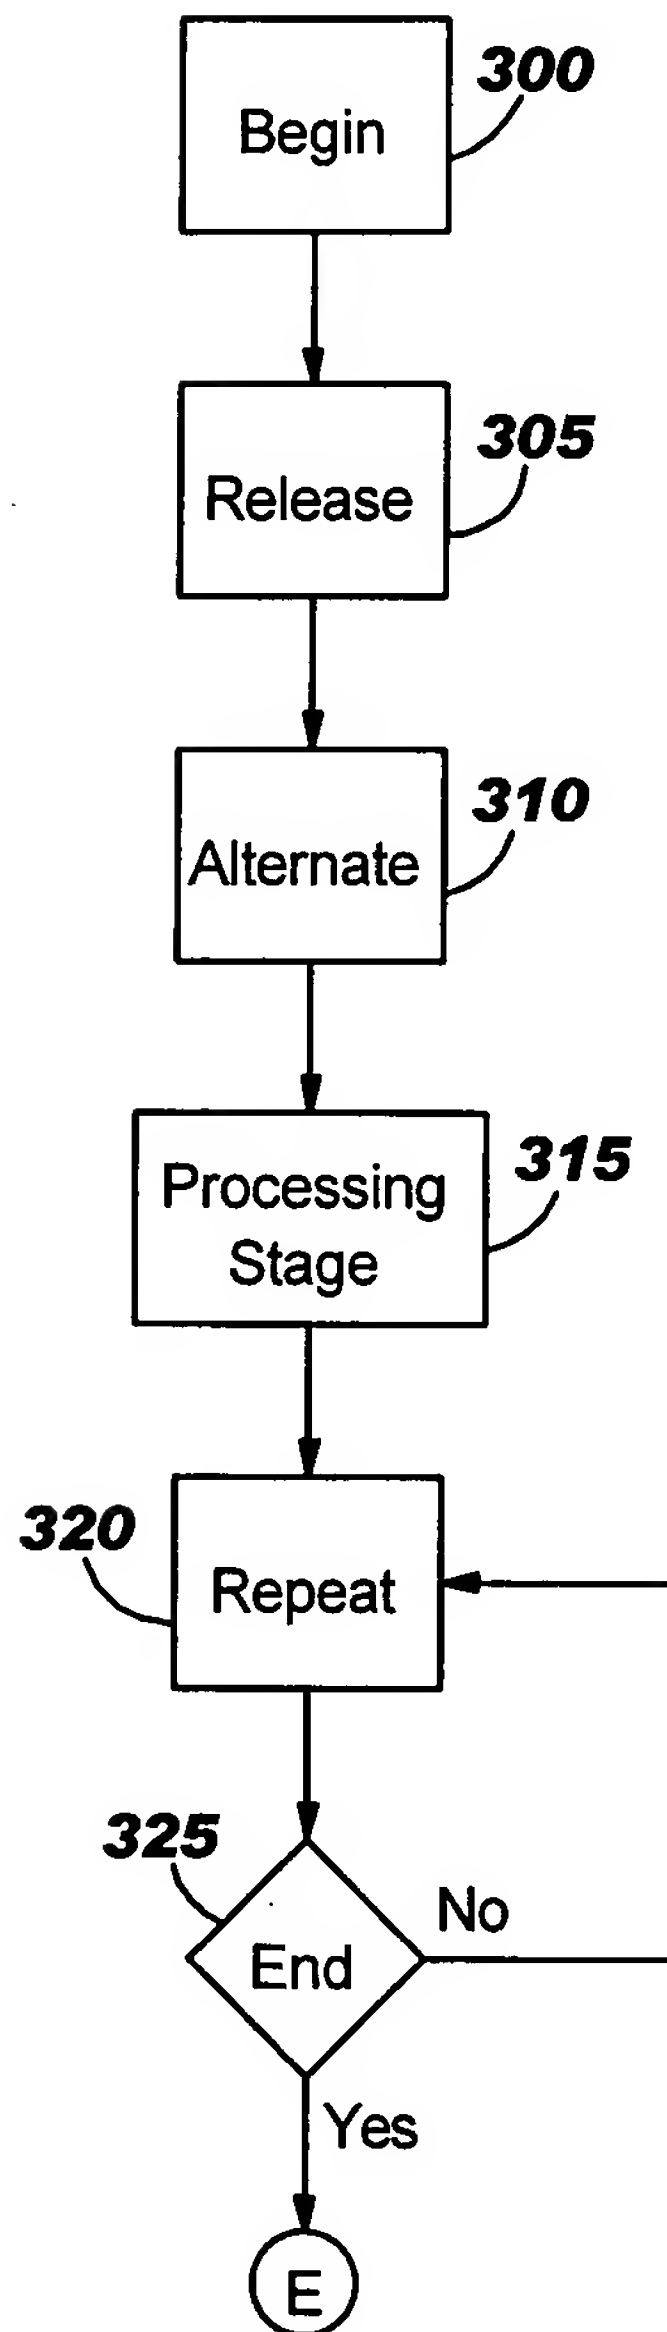 300
Begin
305
Release
310
Alternate
315
Processing
Stage
320
Repeat
325
No
End
Yes
E